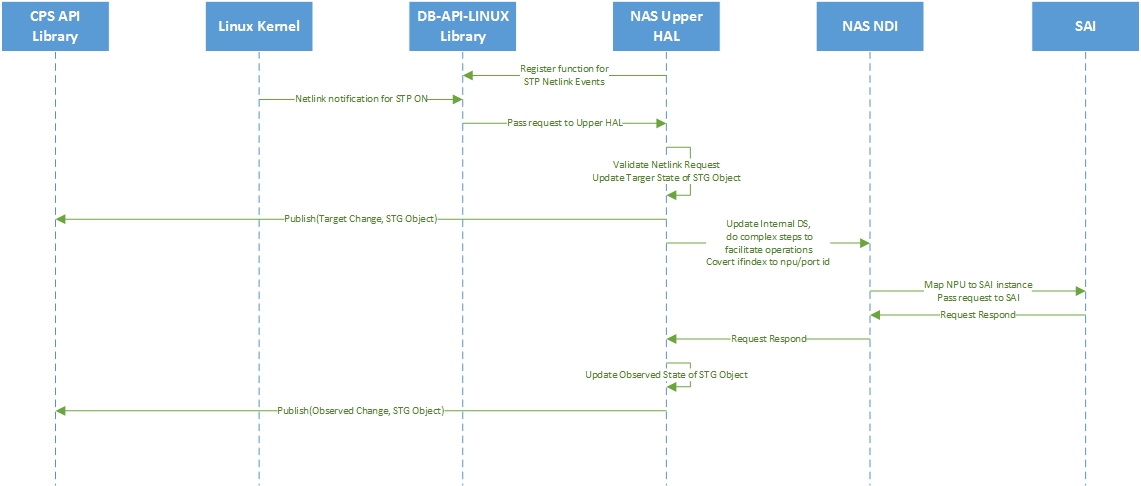 CPS API
Library
Linux Kernel
DB-API-LINUX
Library
NAS Upper
HAL
NAS NDI
SAI
Register function for
STP Netlink Events
Netlink notification for STP ON
Pass request to Upper HAL
Validate Netlink Request
Update Targer State of STG Object
Publish(Target Change, STG Object)
Update Internal DS,
do complex steps to
facilitate operations
Covert ifindex to npu/port id
Map NPU to SAI instance
Pass request to SAI
Request Respond
Request Respond
Update Observed State of STG Object
Publish(Observed Change, STG Object)